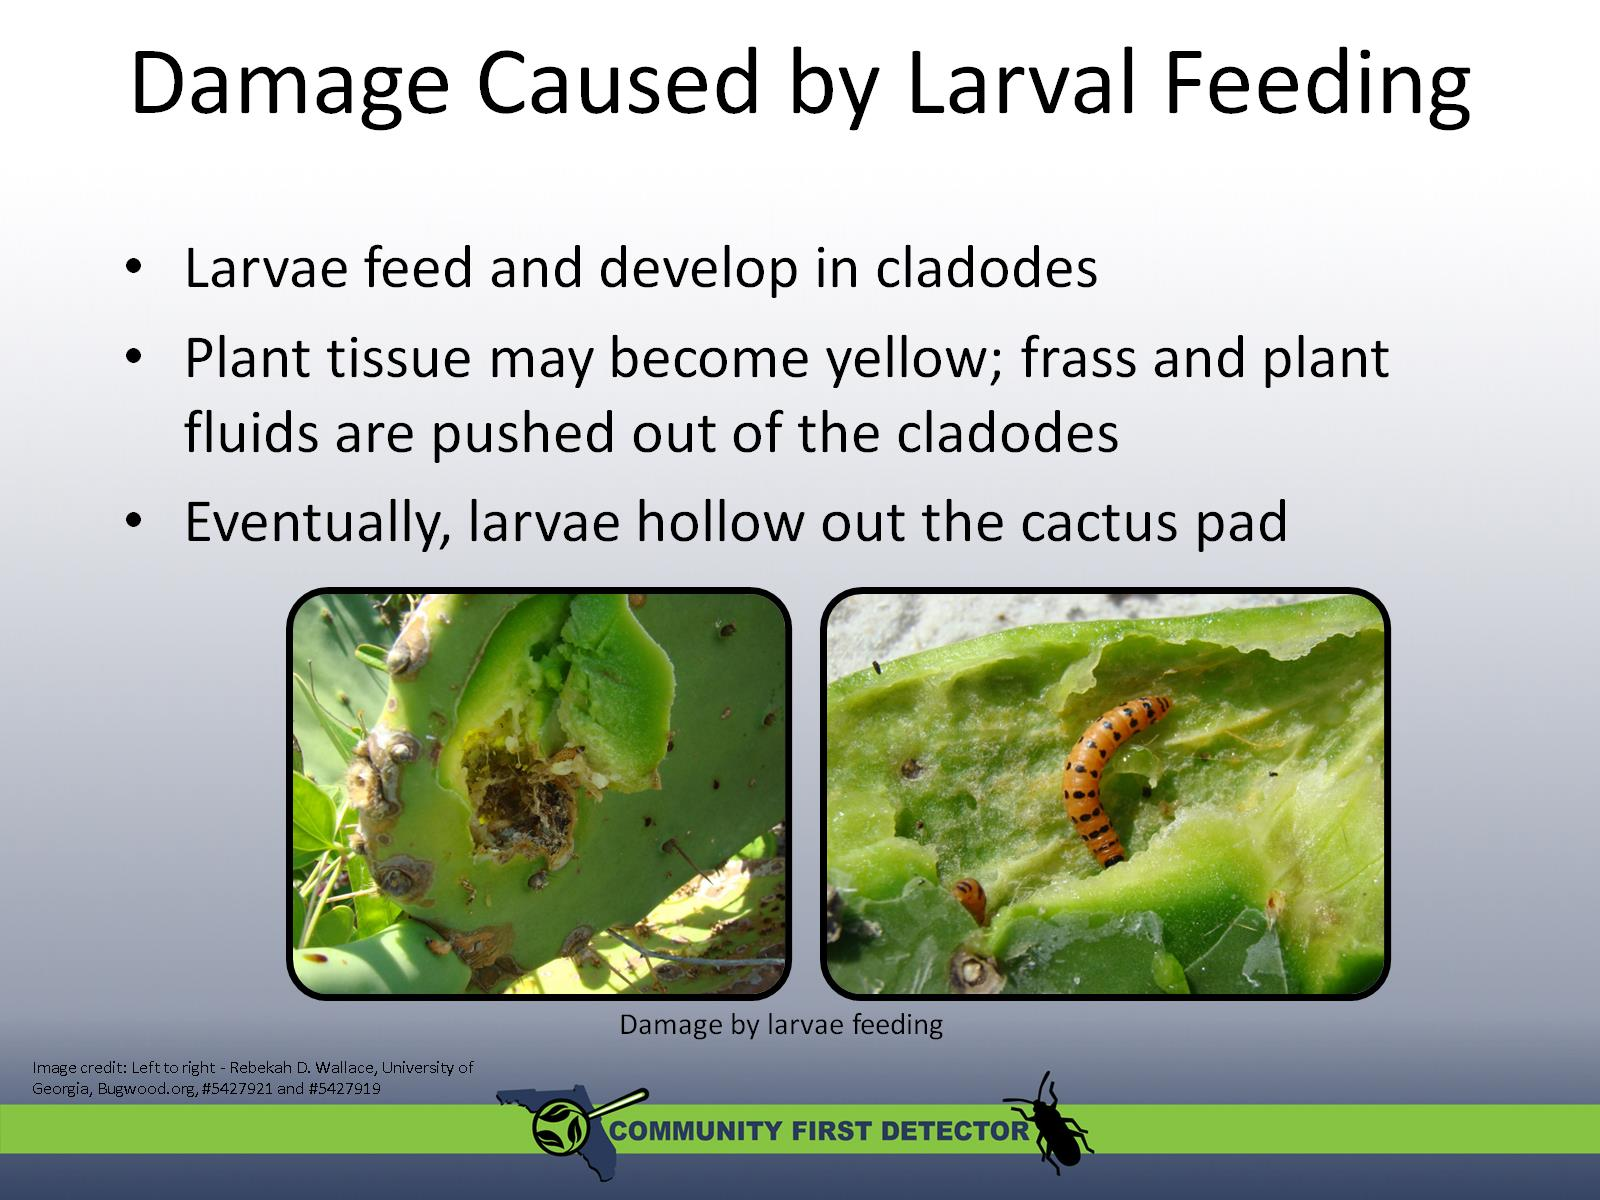 Damage Caused by Larval Feeding
• Larvae feed and develop in cladodes
• Plant tissue may become yellow; frass and plant
fluids are pushed out of the cladodes
• Eventually, larvae hollow out the cactus pad
Damage by larvae feeding
Image credit: Left to right - Rebekah D. Wallace, University of
Georgia, Bugwood.org, #5427921 and #5427919
COMMUNITY FIRST DETECTOR